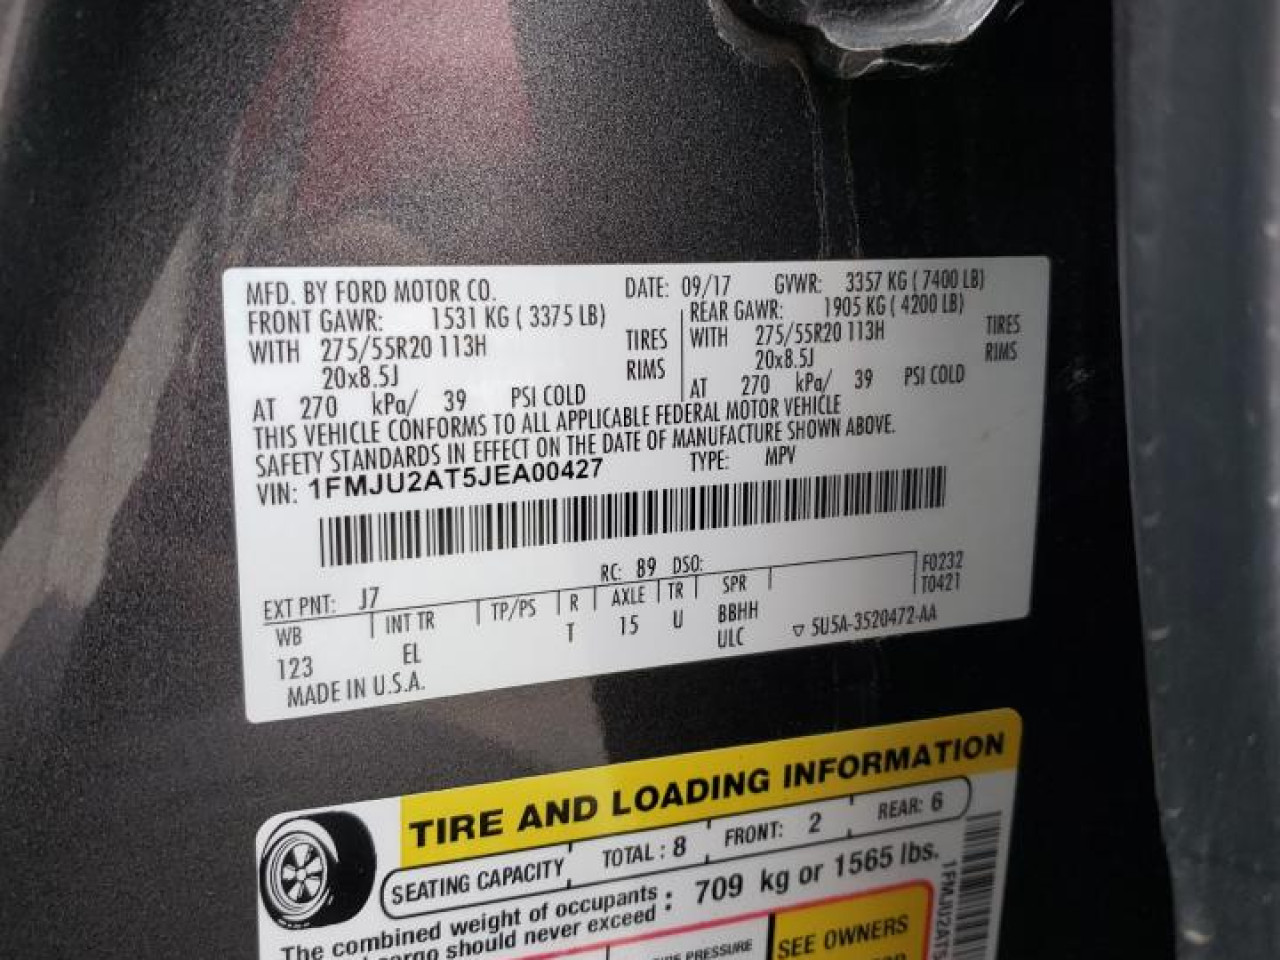 MFD. BY FORD MOTOR CO. DATE: 09/17 GVWR: 3357 KG ( 7400 LB)
FRONT GAWR: 1531 KG ( 3375 LB) REAR GAWR: 1905 KG ( 4200 LB)
WITH 275/55R20 113H TIRES WITH 275/55R20 113H TIRES
20x8.5J RIMS 20x8.5J RIMS
AT 270 kPa/ 39 PSI COLD AT 270 kPa/ 39 PSI COLD
THIS VEHICLE CONFORMS TO ALL APPLICABLE FEDERAL MOTOR VEHICLE
SAFETY STANDARDS IN EFFECT ON THE DATE OF MANUFACTURE SHOWN ABOVE.
VIN: 1FMJU2AT5JEA00427 TYPE: MPV
EXT PNT: J7 RC: 89 DSO: F0232
WB INT TR TP/PS R AXLE TR SPR T0421
123 EL T 15 U BBHH
ULC ▽ 5U5A-3520472-AA
MADE IN U.S.A.
TIRE AND LOADING INFORMATION
SEATING CAPACITY TOTAL : 8 FRONT: 2 REAR: 6
The combined weight of occupants
cargo should never exceed : 709 kg or 1565 lbs.
PRESSURE SEE OWNERS
1FMJU2AT5